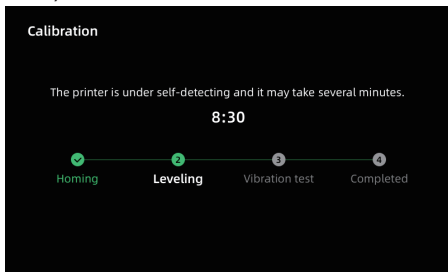 Calibration
The printer is under self-detecting and it may take several minutes.
8:30
2 3 4
Homing Leveling Vibration test Completed